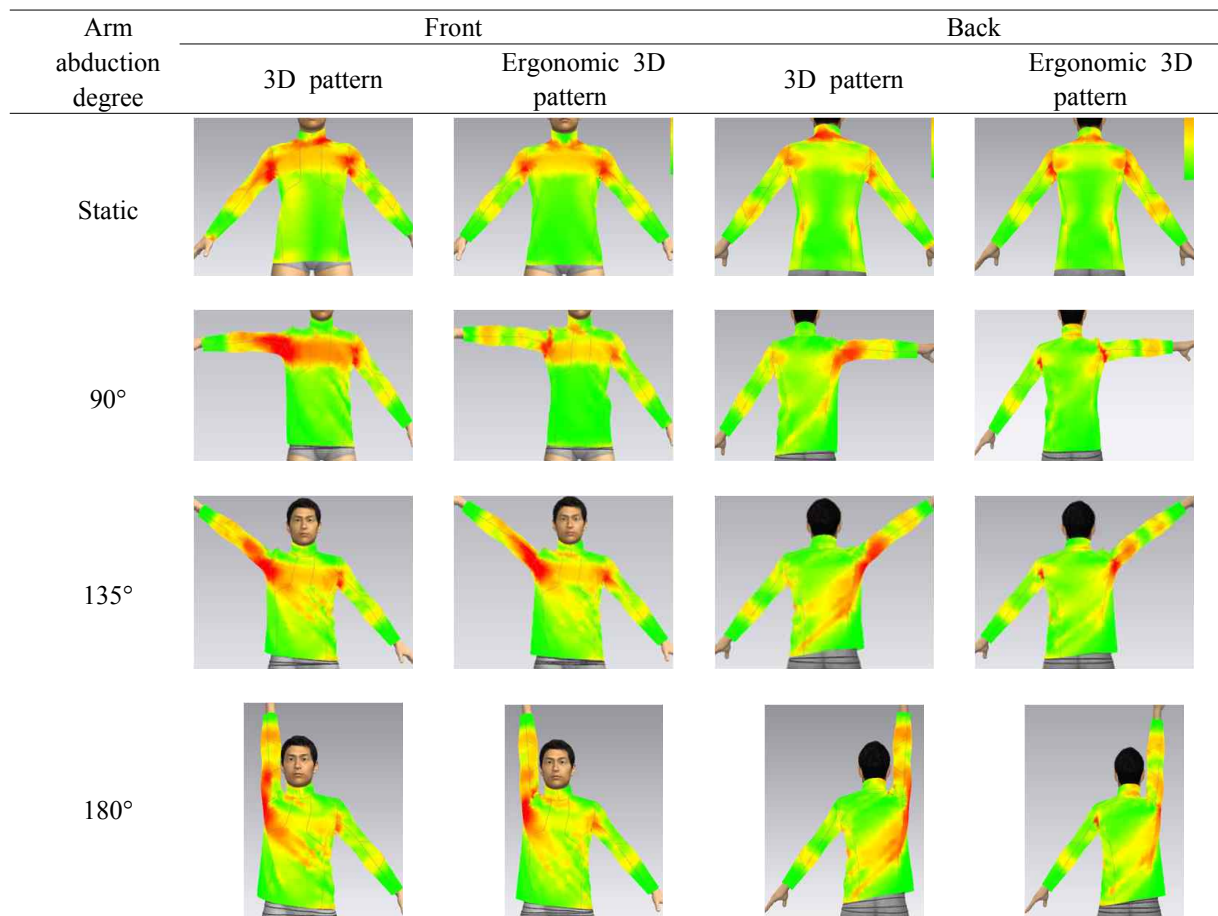 Arm abduction degree
Front
Back
3D pattern
Ergonomic 3D pattern
3D pattern
Ergonomic 3D pattern
Static
90°
135°
180°